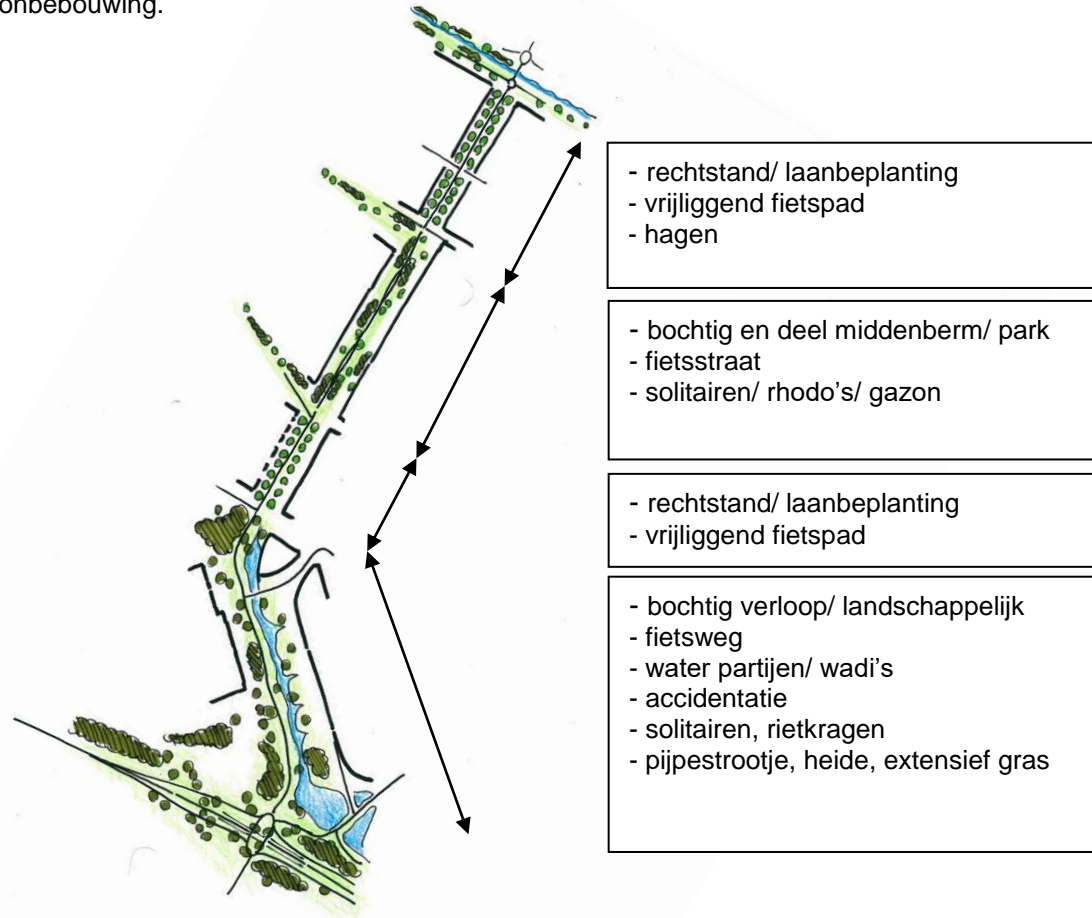 onbebouwing.
- rechtstand/ laanbeplanting
- vrijliggend fietspad
- hagen
- bochtig en deel middenberm/ park
- fietsstraat
- solitairen/ rhodo’s/ gazon
- rechtstand/ laanbeplanting
- vrijliggend fietspad
- bochtig verloop/ landschappelijk
- fietsweg
- water partijen/ wadi’s
- accidentatie
- solitairen, rietkragen
- pijpestrootje, heide, extensief gras